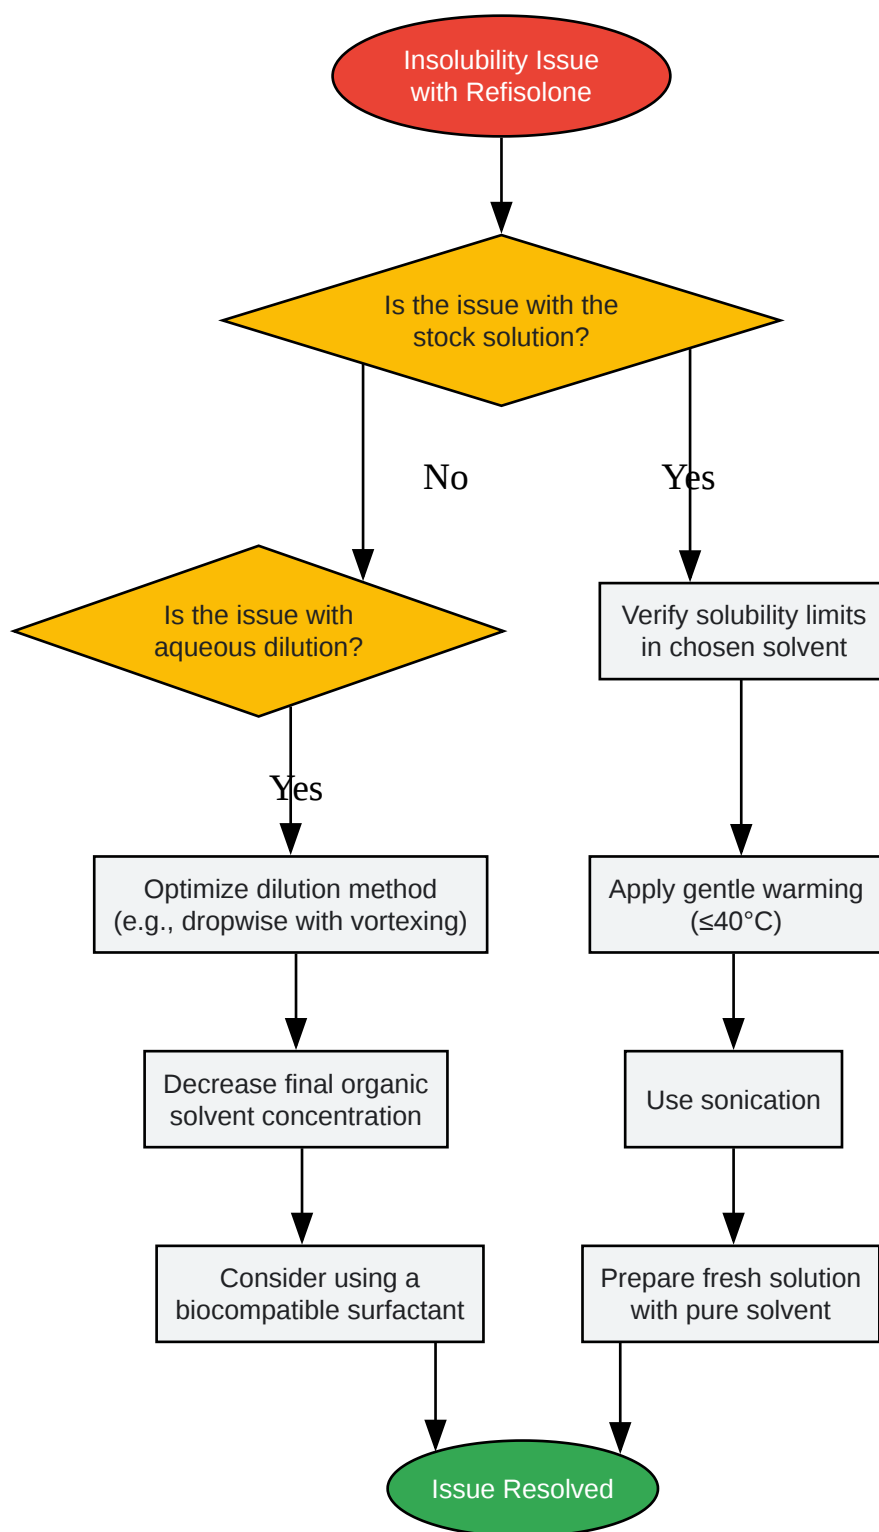 Insolubility Issue
with Refisolone
Is the issue with the
stock solution?
No
Yes
Is the issue with
aqueous dilution?
Verify solubility limits
in chosen solvent
Yes
Optimize dilution method
(e.g., dropwise with vortexing)
Apply gentle warming
(≤40°C)
Decrease final organic
solvent concentration
Use sonication
Consider using a
biocompatible surfactant
Prepare fresh solution
with pure solvent
Issue Resolved